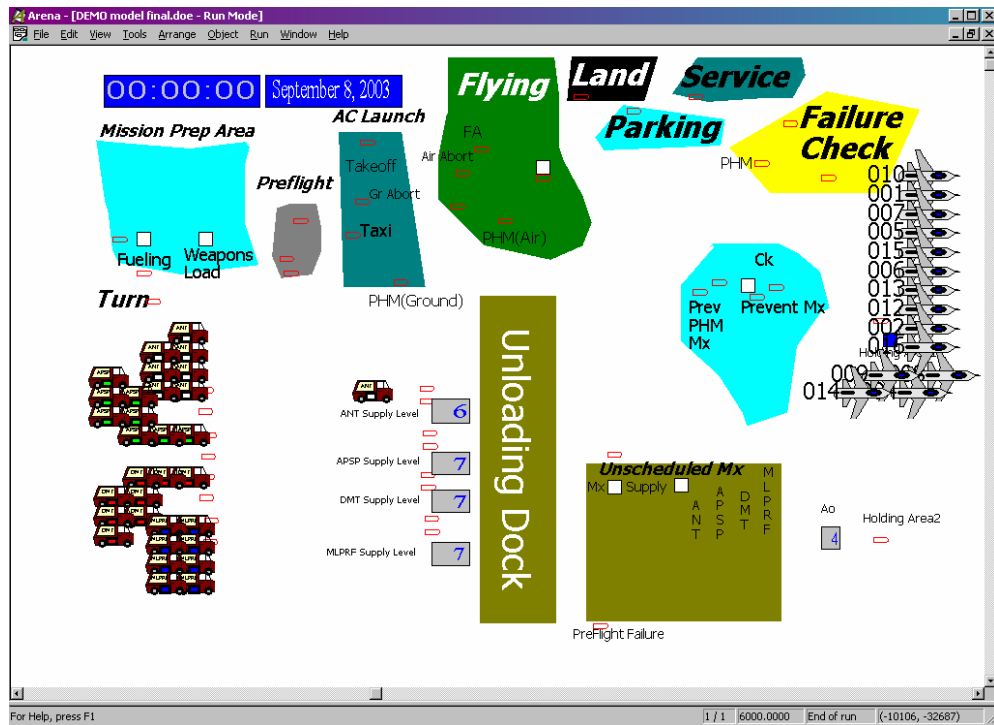 Arena - [DEMO model final.doe - Run Mode]
File Edit View Tools Arrange Object Run Window Help
00:00:00
September 8, 2003
Mission Prep Area
Fueling
Weapons
Load
Turn
Preflight
AC Launch
Takeoff
Gr Abort
Taxi
PHM(Ground)
Flying
FA
Air Abort
PHM(Air)
Land
Parking
Service
Failure
Check
PHM
010
001
007
005
015
006
013
012
002
009
014
Ck
Prev
PHM
Mx
Prevent Mx
ANT
APSP
DMT
MLPRF
ANT
ANT Supply Level
6
APSP Supply Level
7
DMT Supply Level
7
MLPRF Supply Level
7
Unloading Dock
Unscheduled Mx
Mx
Supply
ANT
APSP
DMT
MLPRF
PreFlight Failure
Ao
4
Holding Area2
For Help, press F1
1 / 1
6000.0000
End of run
(-10106, -32687)